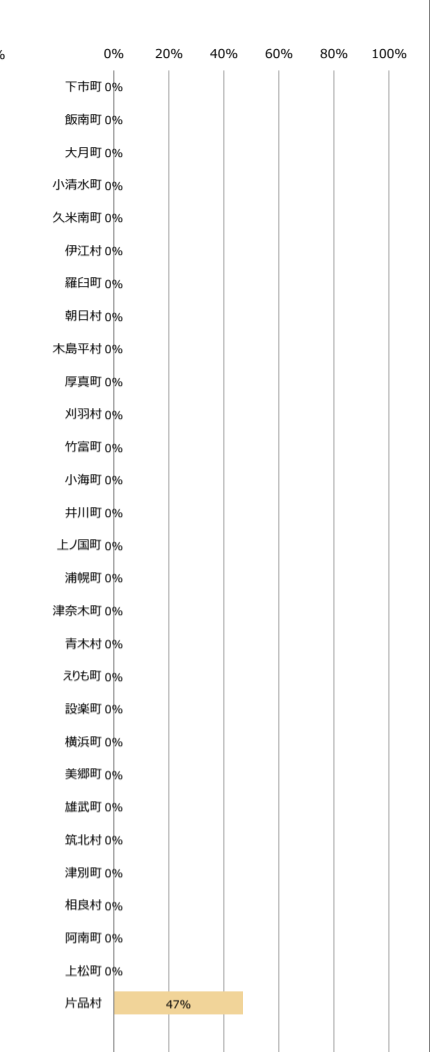 % 0% 20% 40% 60% 80% 100%
下市町 0%
飯南町 0%
大月町 0%
小清水町 0%
久米南町 0%
伊江村 0%
羅臼町 0%
朝日村 0%
木島平村 0%
厚真町 0%
刈羽村 0%
竹富町 0%
小海町 0%
井川町 0%
上ノ国町 0%
浦幌町 0%
津奈木町 0%
青木村 0%
えりも町 0%
設楽町 0%
横浜町 0%
美郷町 0%
雄武町 0%
筑北村 0%
津別町 0%
相良村 0%
阿南町 0%
上松町 0%
片品村 47%